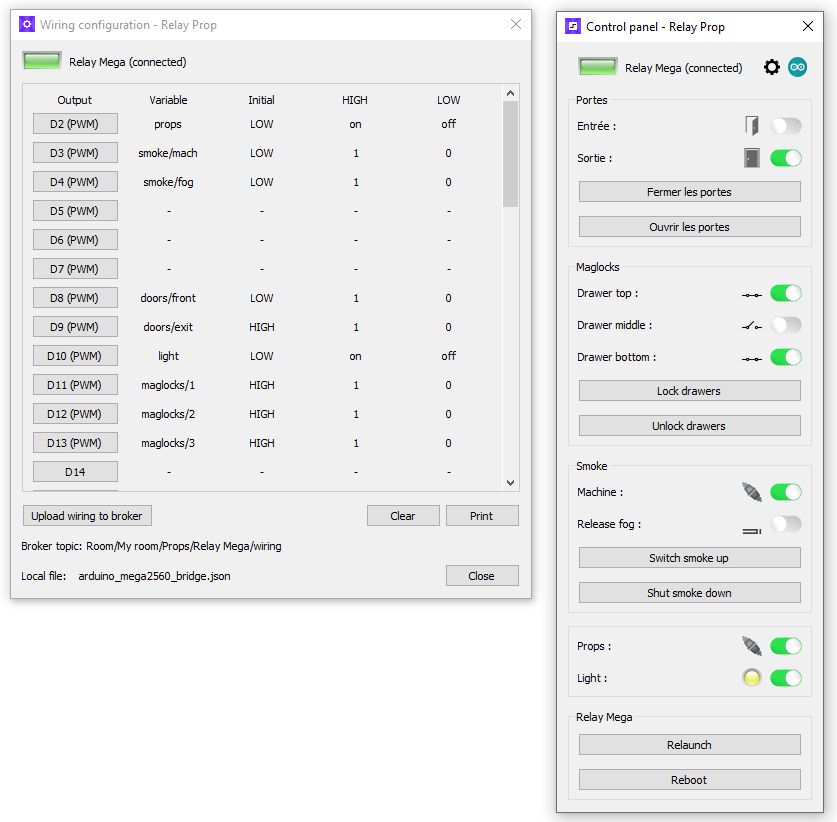 Wiring configuration - Relay Prop
Relay Mega (connected)
Output Variable Initial HIGH LOW
D2 (PWM) props LOW on off
D3 (PWM) smoke/mach LOW 1 0
D4 (PWM) smoke/fog LOW 1 0
D5 (PWM) - - - -
D6 (PWM) - - - -
D7 (PWM) - - - -
D8 (PWM) doors/front LOW 1 0
D9 (PWM) doors/exit HIGH 1 0
D10 (PWM) light LOW on off
D11 (PWM) maglocks/1 HIGH 1 0
D12 (PWM) maglocks/2 HIGH 1 0
D13 (PWM) maglocks/3 HIGH 1 0
D14 - - - -
Upload wiring to broker Clear Print
Broker topic: Room/My room/Props/Relay Mega/wiring
Local file: arduino_mega2560_bridge.json
Close
Control panel - Relay Prop
Relay Mega (connected)
Portes
Entrée :
Sortie :
Fermer les portes
Ouvrir les portes
Maglocks
Drawer top :
Drawer middle :
Drawer bottom :
Lock drawers
Unlock drawers
Smoke
Machine :
Release fog :
Switch smoke up
Shut smoke down
Props :
Light :
Relay Mega
Relaunch
Reboot